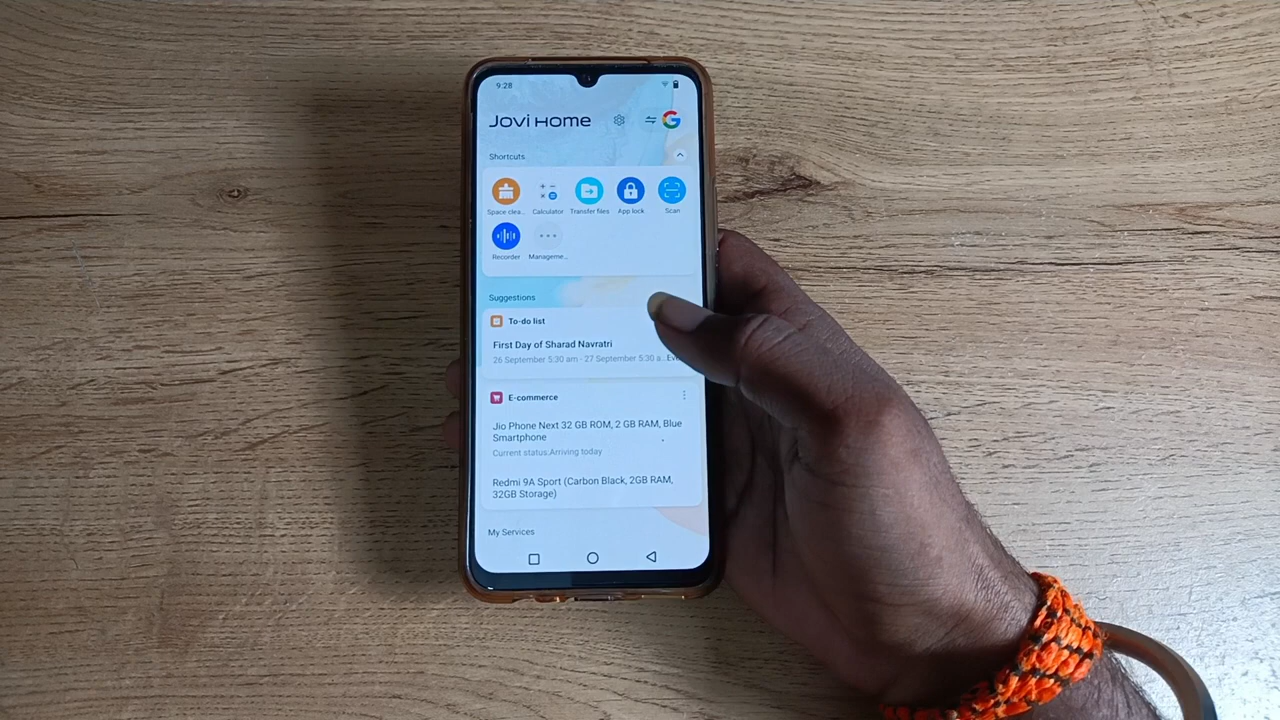 9:28
Jovi Home
Shortcuts
Space clea...
Calculator
Transfer files
App lock
Scan
Recorder
Manageme...
Suggestions
To-do list
First Day of Sharad Navratri
26 September 5:30 am - 27 September 5:30 a...
E-commerce
Jio Phone Next 32 GB ROM, 2 GB RAM, Blue
Smartphone
Current status:Arriving today
Redmi 9A Sport (Carbon Black, 2GB RAM,
32GB Storage)
My Services